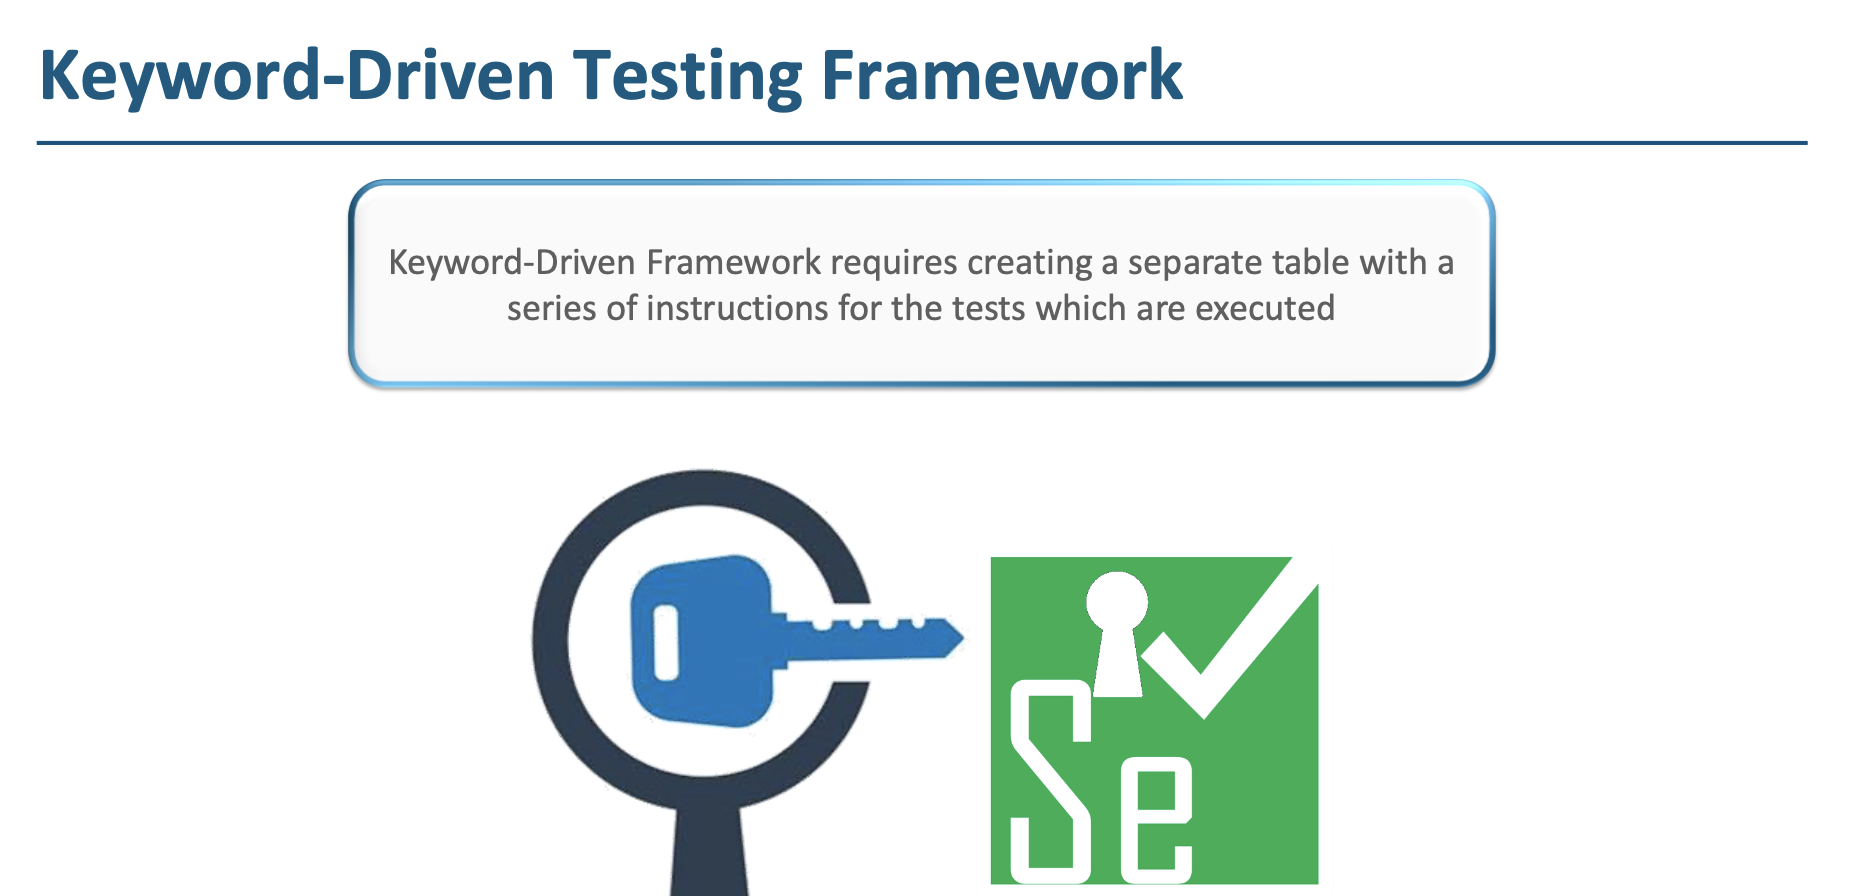 Keyword-Driven Testing Framework
Keyword-Driven Framework requires creating a separate table with a
series of instructions for the tests which are executed
Se